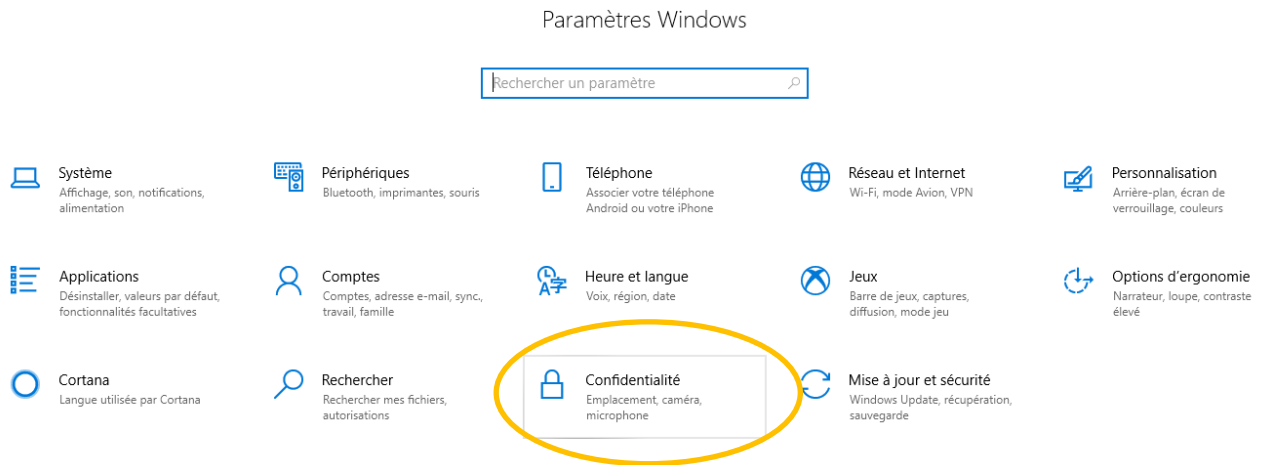 Paramètres Windows
Rechercher un paramètre
Système
Affichage, son, notifications,
alimentation
Périphériques
Bluetooth, imprimantes, souris
Téléphone
Associer votre téléphone
Android ou votre iPhone
Réseau et Internet
Wi-Fi, mode Avion, VPN
Personnalisation
Arrière-plan, écran de
verrouillage, couleurs
Applications
Désinstaller, valeurs par défaut,
fonctionnalités facultatives
Comptes
Comptes, adresse e-mail, sync.,
travail, famille
Heure et langue
Voix, région, date
Jeux
Barre de jeux, captures,
diffusion, mode jeu
Options d'ergonomie
Narrateur, loupe, contraste
élevé
Cortana
Langue utilisée par Cortana
Rechercher
Rechercher mes fichiers,
autorisations
Confidentialité
Emplacement, caméra,
microphone
Mise à jour et sécurité
Windows Update, récupération,
sauvegarde